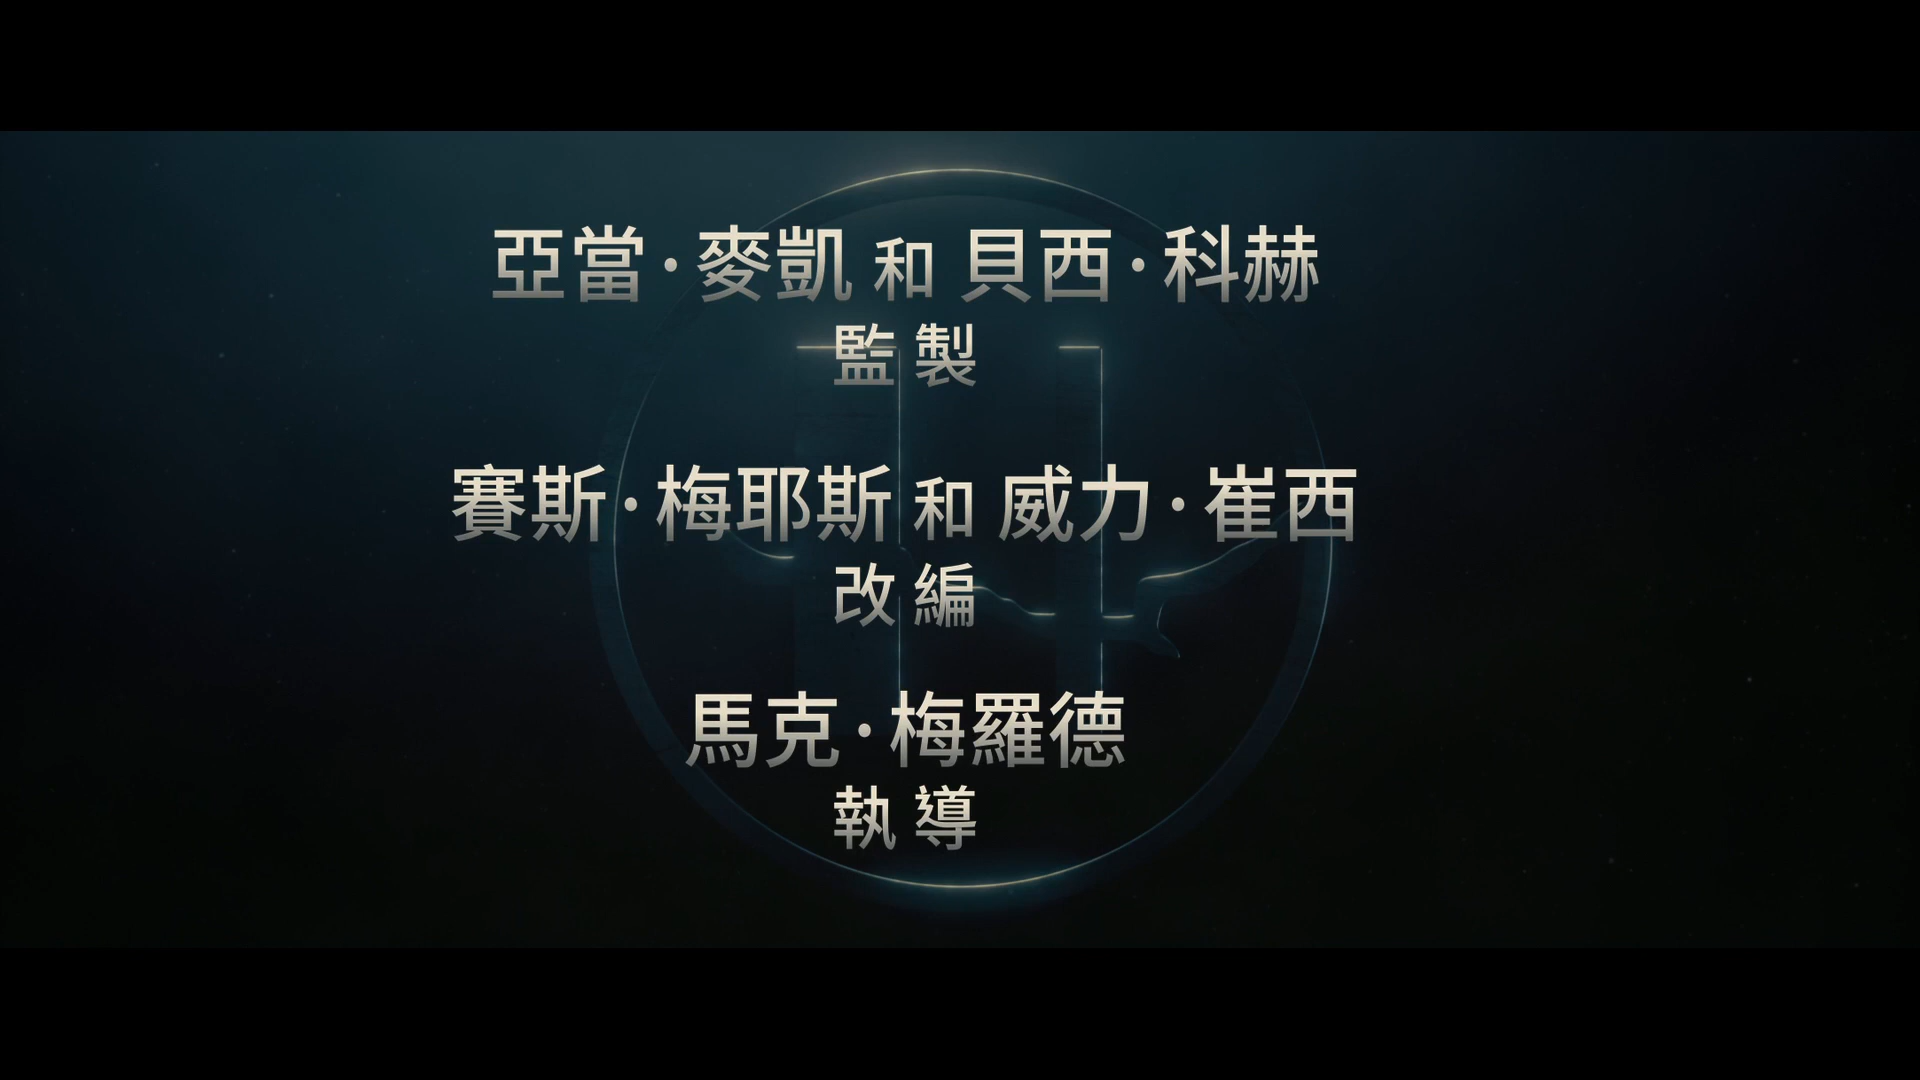 亞當·麥凱 和 貝西·科赫
監製
賽斯·梅耶斯 和 威力·崔西
改編
馬克·梅羅德
執導